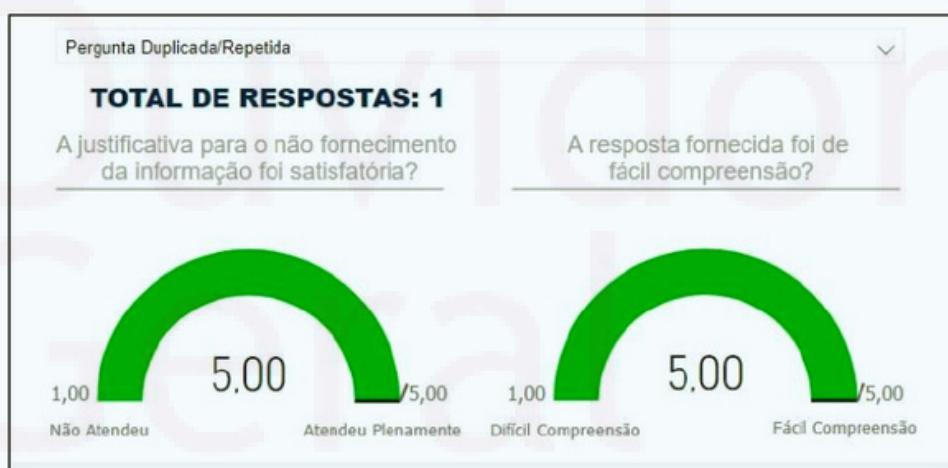 Pergunta Duplicada/Repetida
TOTAL DE RESPOSTAS: 1
A justificativa para o não fornecimento
da informação foi satisfatória?
A resposta fornecida foi de
fácil compreensão?
5,00
1,00
/5,00
Não Atendeu
Atendeu Plenamente
5,00
1,00
/5,00
Difícil Compreensão
Fácil Compreensão
Ouvidor
Geral